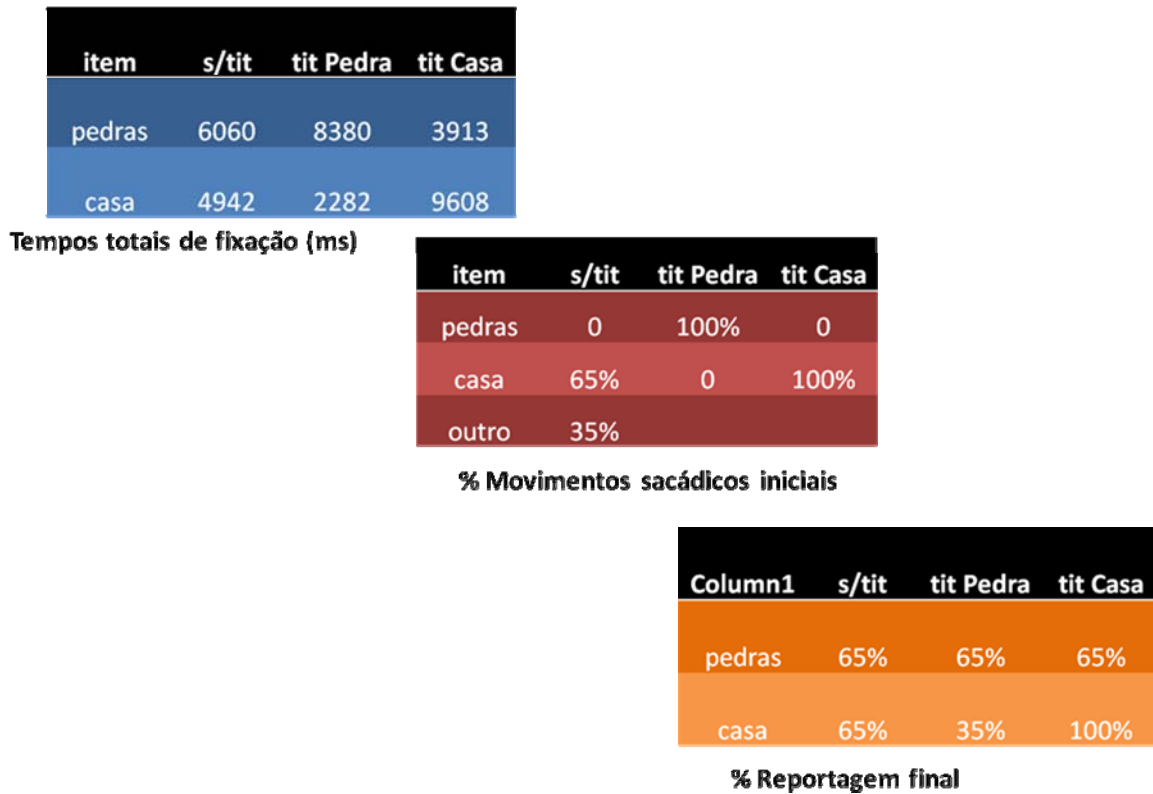 item s/tit tit Pedra tit Casa
pedras 6060 8380 3913
casa 4942 2282 9608
Tempos totais de fixação (ms)
item s/tit tit Pedra tit Casa
pedras 0 100% 0
casa 65% 0 100%
outro 35%
% Movimentos sacádicos iniciais
Column1 s/tit tit Pedra tit Casa
pedras 65% 65% 65%
casa 65% 35% 100%
% Reportagem final